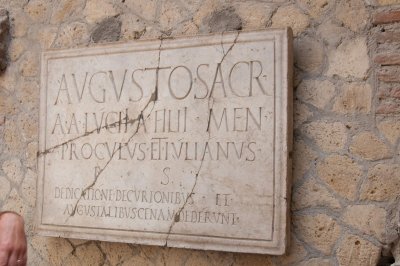 AVGVSTO SACR
A·A·LVCII A·FILII·MEN·
PROCVLVS·ET·IVLIANVS·
P · S ·
DEDICATIONE·DECVRIONIBVS·ET
AVGVSTALIBVS·CENAM·DEDERVNT